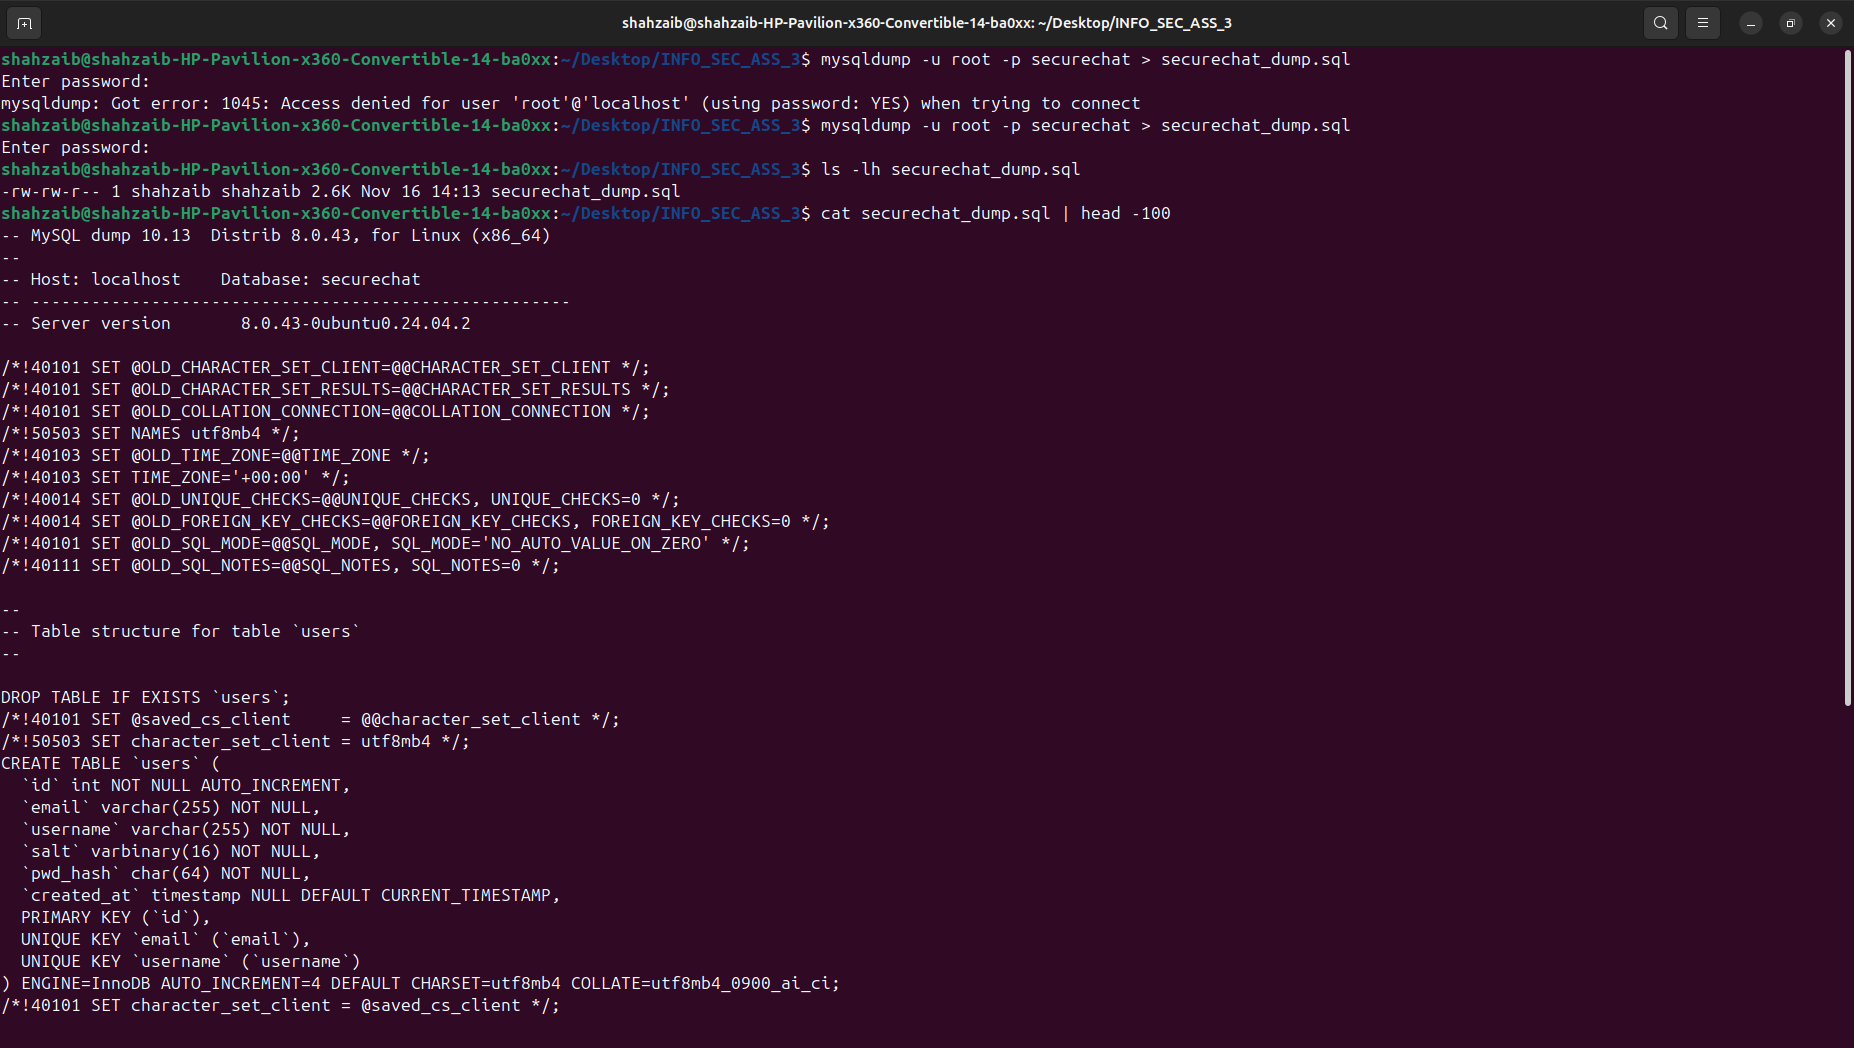 shahzaib@shahzaib-HP-Pavilion-x360-Convertible-14-ba0xx: ~/Desktop/INFO_SEC_ASS_3
shahzaib@shahzaib-HP-Pavilion-x360-Convertible-14-ba0xx:~/Desktop/INFO_SEC_ASS_3$ mysqldump -u root -p securechat > securechat_dump.sql
Enter password:
mysqldump: Got error: 1045: Access denied for user 'root'@'localhost' (using password: YES) when trying to connect
shahzaib@shahzaib-HP-Pavilion-x360-Convertible-14-ba0xx:~/Desktop/INFO_SEC_ASS_3$ mysqldump -u root -p securechat > securechat_dump.sql
Enter password:
shahzaib@shahzaib-HP-Pavilion-x360-Convertible-14-ba0xx:~/Desktop/INFO_SEC_ASS_3$ ls -lh securechat_dump.sql
-rw-rw-r-- 1 shahzaib shahzaib 2.6K Nov 16 14:13 securechat_dump.sql
shahzaib@shahzaib-HP-Pavilion-x360-Convertible-14-ba0xx:~/Desktop/INFO_SEC_ASS_3$ cat securechat_dump.sql | head -100
-- MySQL dump 10.13  Distrib 8.0.43, for Linux (x86_64)
--
-- Host: localhost    Database: securechat
-- ------------------------------------------------------
-- Server version       8.0.43-0ubuntu0.24.04.2

/*!40101 SET @OLD_CHARACTER_SET_CLIENT=@@CHARACTER_SET_CLIENT */;
/*!40101 SET @OLD_CHARACTER_SET_RESULTS=@@CHARACTER_SET_RESULTS */;
/*!40101 SET @OLD_COLLATION_CONNECTION=@@COLLATION_CONNECTION */;
/*!50503 SET NAMES utf8mb4 */;
/*!40103 SET @OLD_TIME_ZONE=@@TIME_ZONE */;
/*!40103 SET TIME_ZONE='+00:00' */;
/*!40014 SET @OLD_UNIQUE_CHECKS=@@UNIQUE_CHECKS, UNIQUE_CHECKS=0 */;
/*!40014 SET @OLD_FOREIGN_KEY_CHECKS=@@FOREIGN_KEY_CHECKS, FOREIGN_KEY_CHECKS=0 */;
/*!40101 SET @OLD_SQL_MODE=@@SQL_MODE, SQL_MODE='NO_AUTO_VALUE_ON_ZERO' */;
/*!40111 SET @OLD_SQL_NOTES=@@SQL_NOTES, SQL_NOTES=0 */;

--
-- Table structure for table `users`
--

DROP TABLE IF EXISTS `users`;
/*!40101 SET @saved_cs_client     = @@character_set_client */;
/*!50503 SET character_set_client = utf8mb4 */;
CREATE TABLE `users` (
  `id` int NOT NULL AUTO_INCREMENT,
  `email` varchar(255) NOT NULL,
  `username` varchar(255) NOT NULL,
  `salt` varbinary(16) NOT NULL,
  `pwd_hash` char(64) NOT NULL,
  `created_at` timestamp NULL DEFAULT CURRENT_TIMESTAMP,
  PRIMARY KEY (`id`),
  UNIQUE KEY `email` (`email`),
  UNIQUE KEY `username` (`username`)
) ENGINE=InnoDB AUTO_INCREMENT=4 DEFAULT CHARSET=utf8mb4 COLLATE=utf8mb4_0900_ai_ci;
/*!40101 SET character_set_client = @saved_cs_client */;